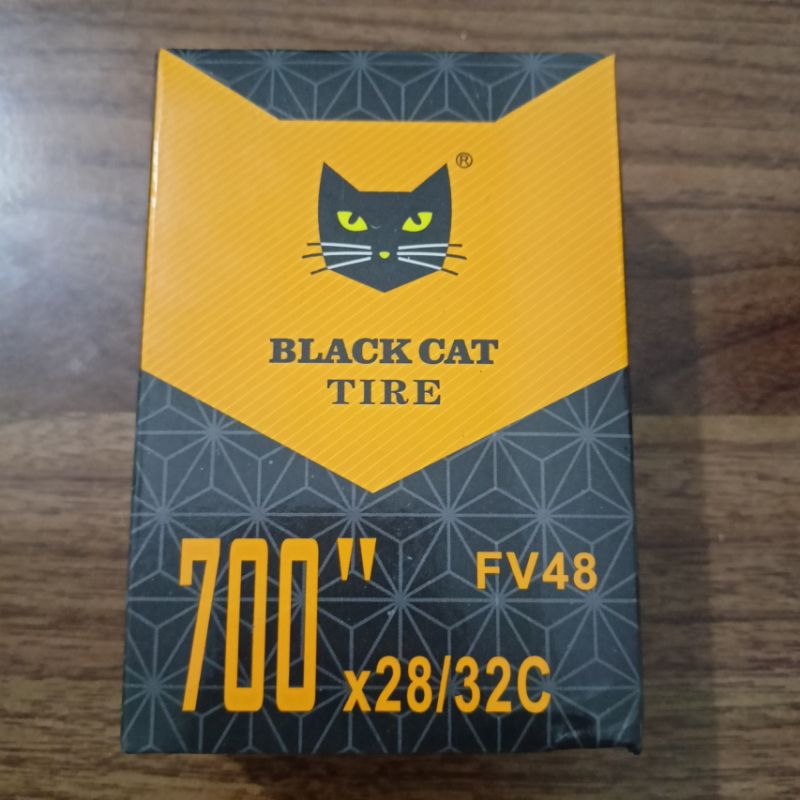 ®
BLACK CAT
TIRE
700" FV48
x28/32C